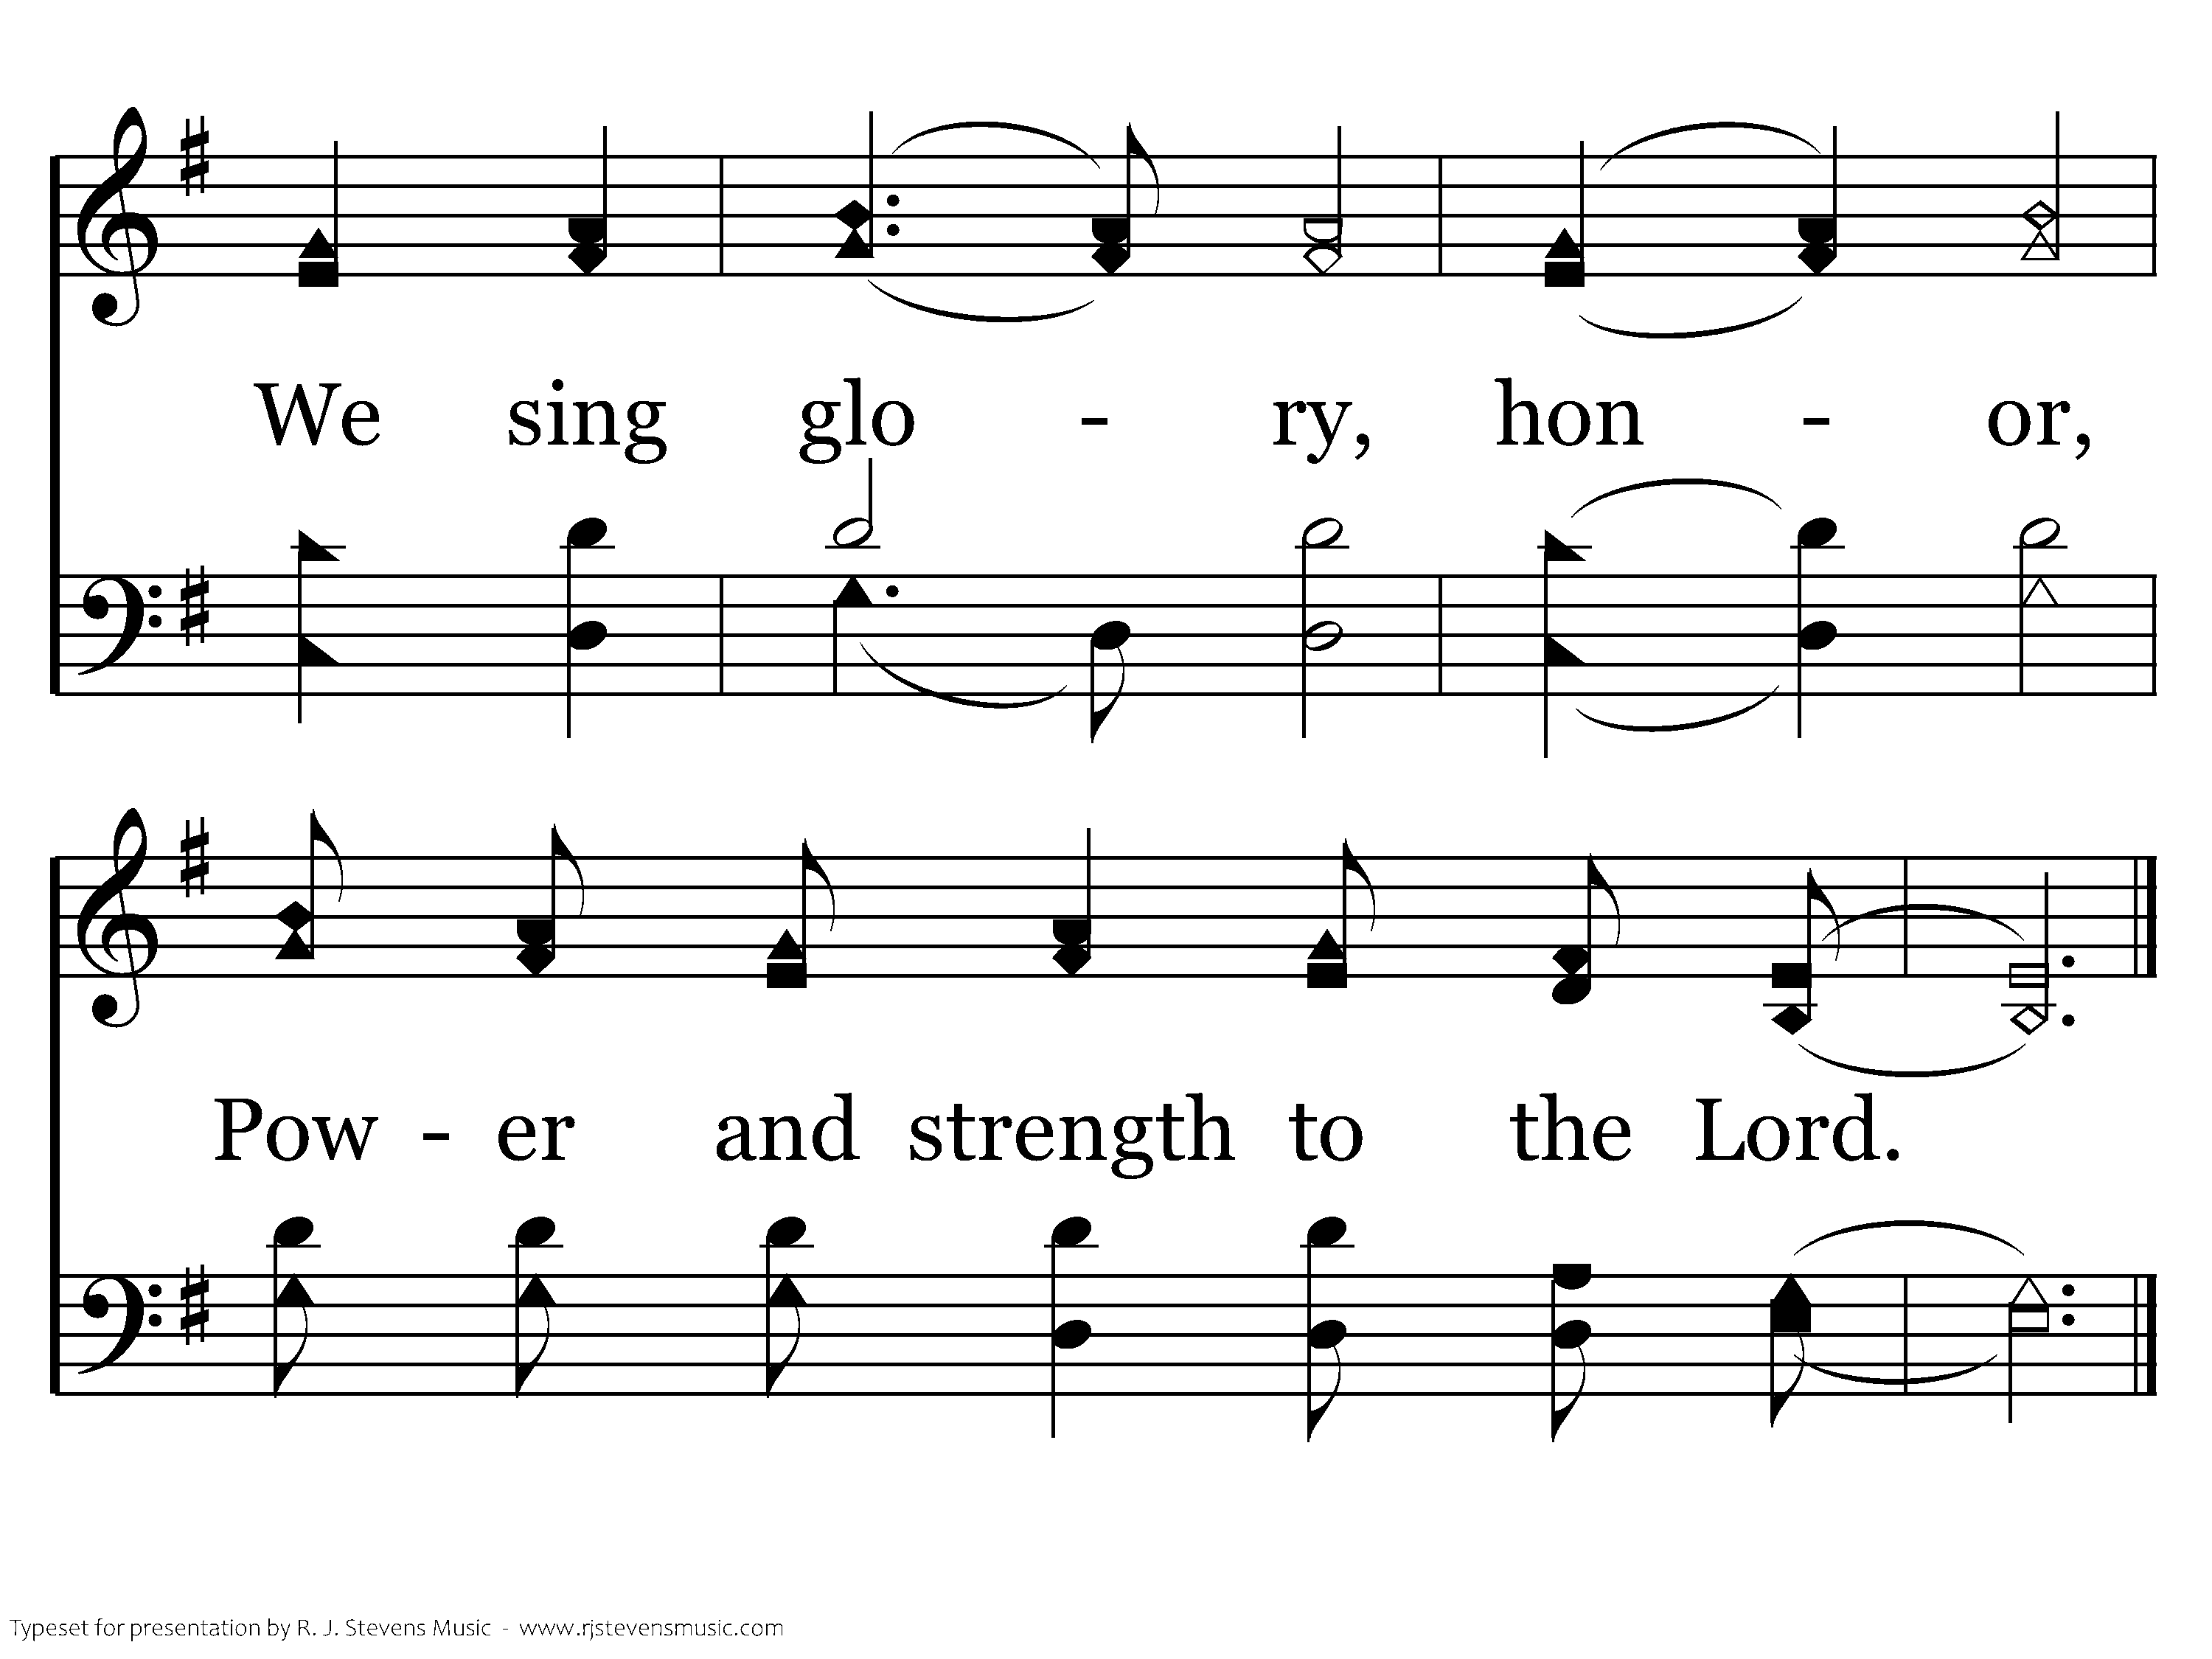 We sing glo - ry, hon - or,
Pow - er and strength to the Lord.
Typeset for presentation by R. J. Stevens Music - www.rjstevensmusic.com